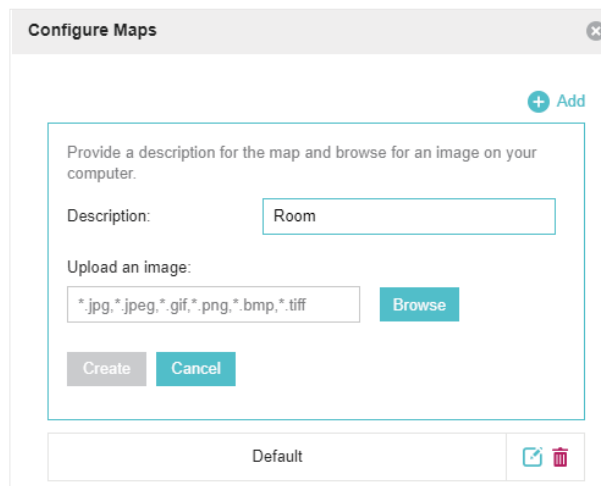 Configure Maps
Add
Provide a description for the map and browse for an image on your
computer.
Description: Room
Upload an image:
*.jpg,*.jpeg,*.gif,*.png,*.bmp,*.tiff Browse
Create Cancel
Default